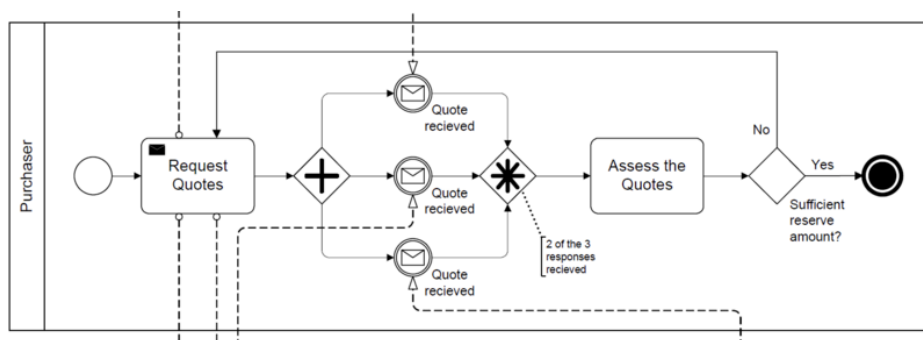 Purchaser
Request
Quotes
Quote
recieved
Quote
recieved
Quote
recieved
2 of the 3
responses
recieved
Assess the
Quotes
No
Yes
Sufficient
reserve
amount?